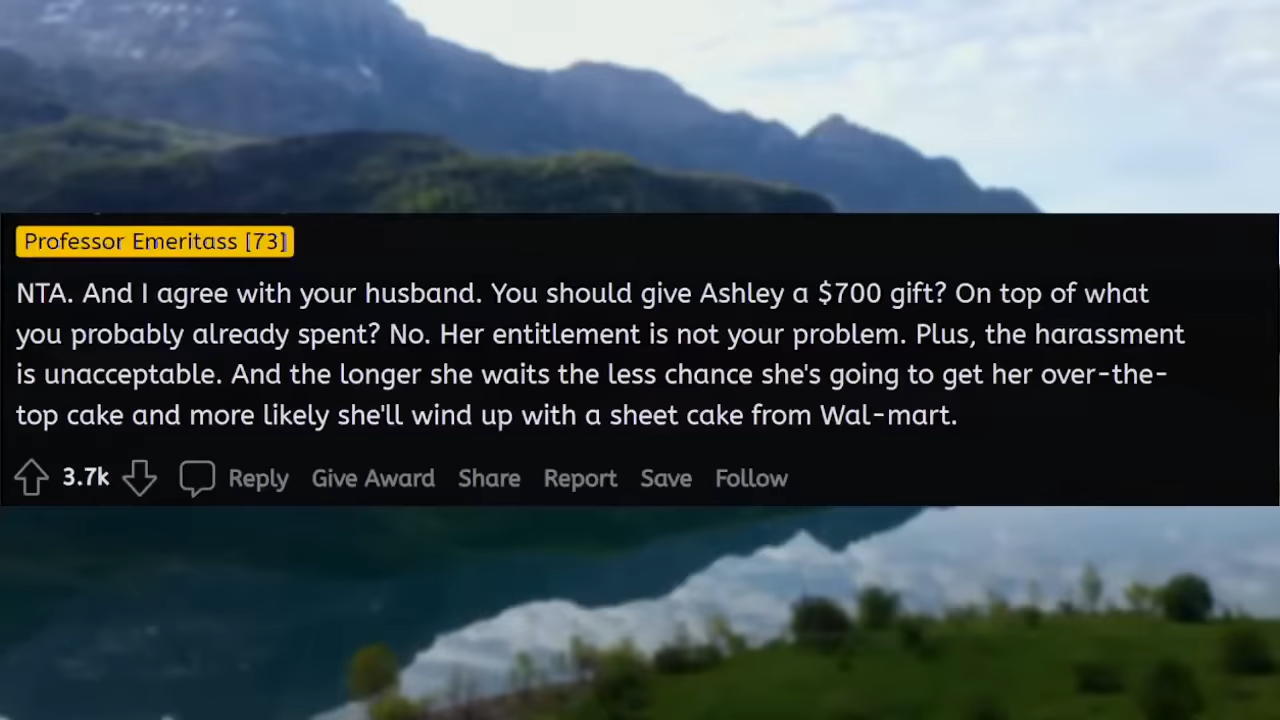 Professor Emeritass [73]
NTA. And I agree with your husband. You should give Ashley a $700 gift? On top of what
you probably already spent? No. Her entitlement is not your problem. Plus, the harassment
is unacceptable. And the longer she waits the less chance she's going to get her over-the-
top cake and more likely she'll wind up with a sheet cake from Wal-mart.
3.7k Reply Give Award Share Report Save Follow